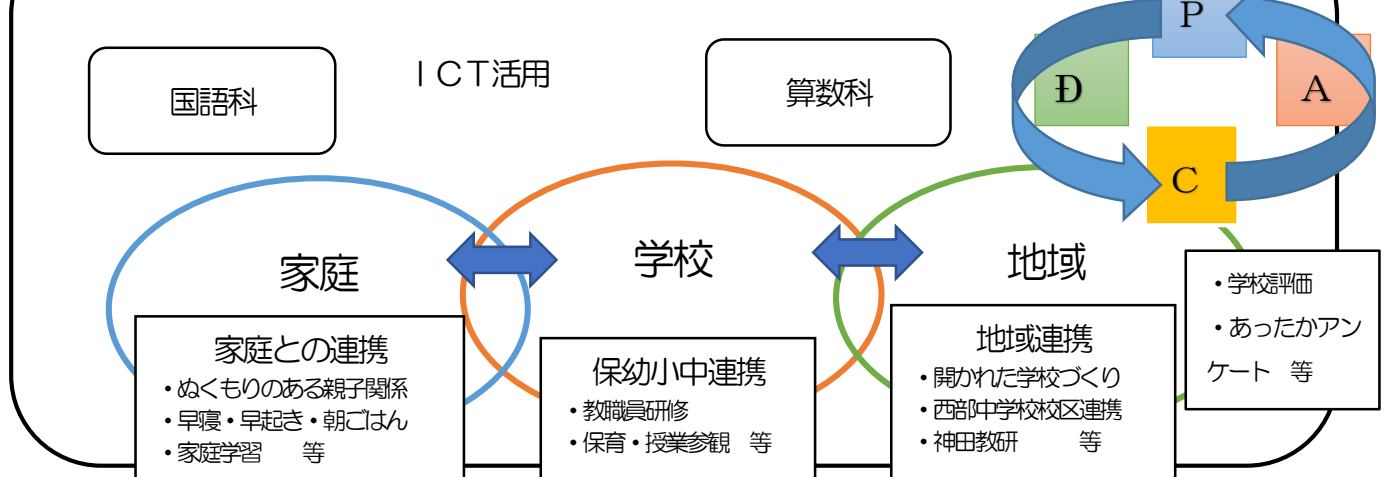 P
ＩＣＴ活用
国語科
算数科
Đ
A
C
家庭
学校
地域
・学校評価
・あったかアン
ケート 等
家庭との連携
・ぬくもりのある親子関係
・早寝・早起き・朝ごはん
・家庭学習 等
保幼小中連携
・教職員研修
・保育・授業参観 等
地域連携
・開かれた学校づくり
・西部中学校校区連携
・神田教研 等